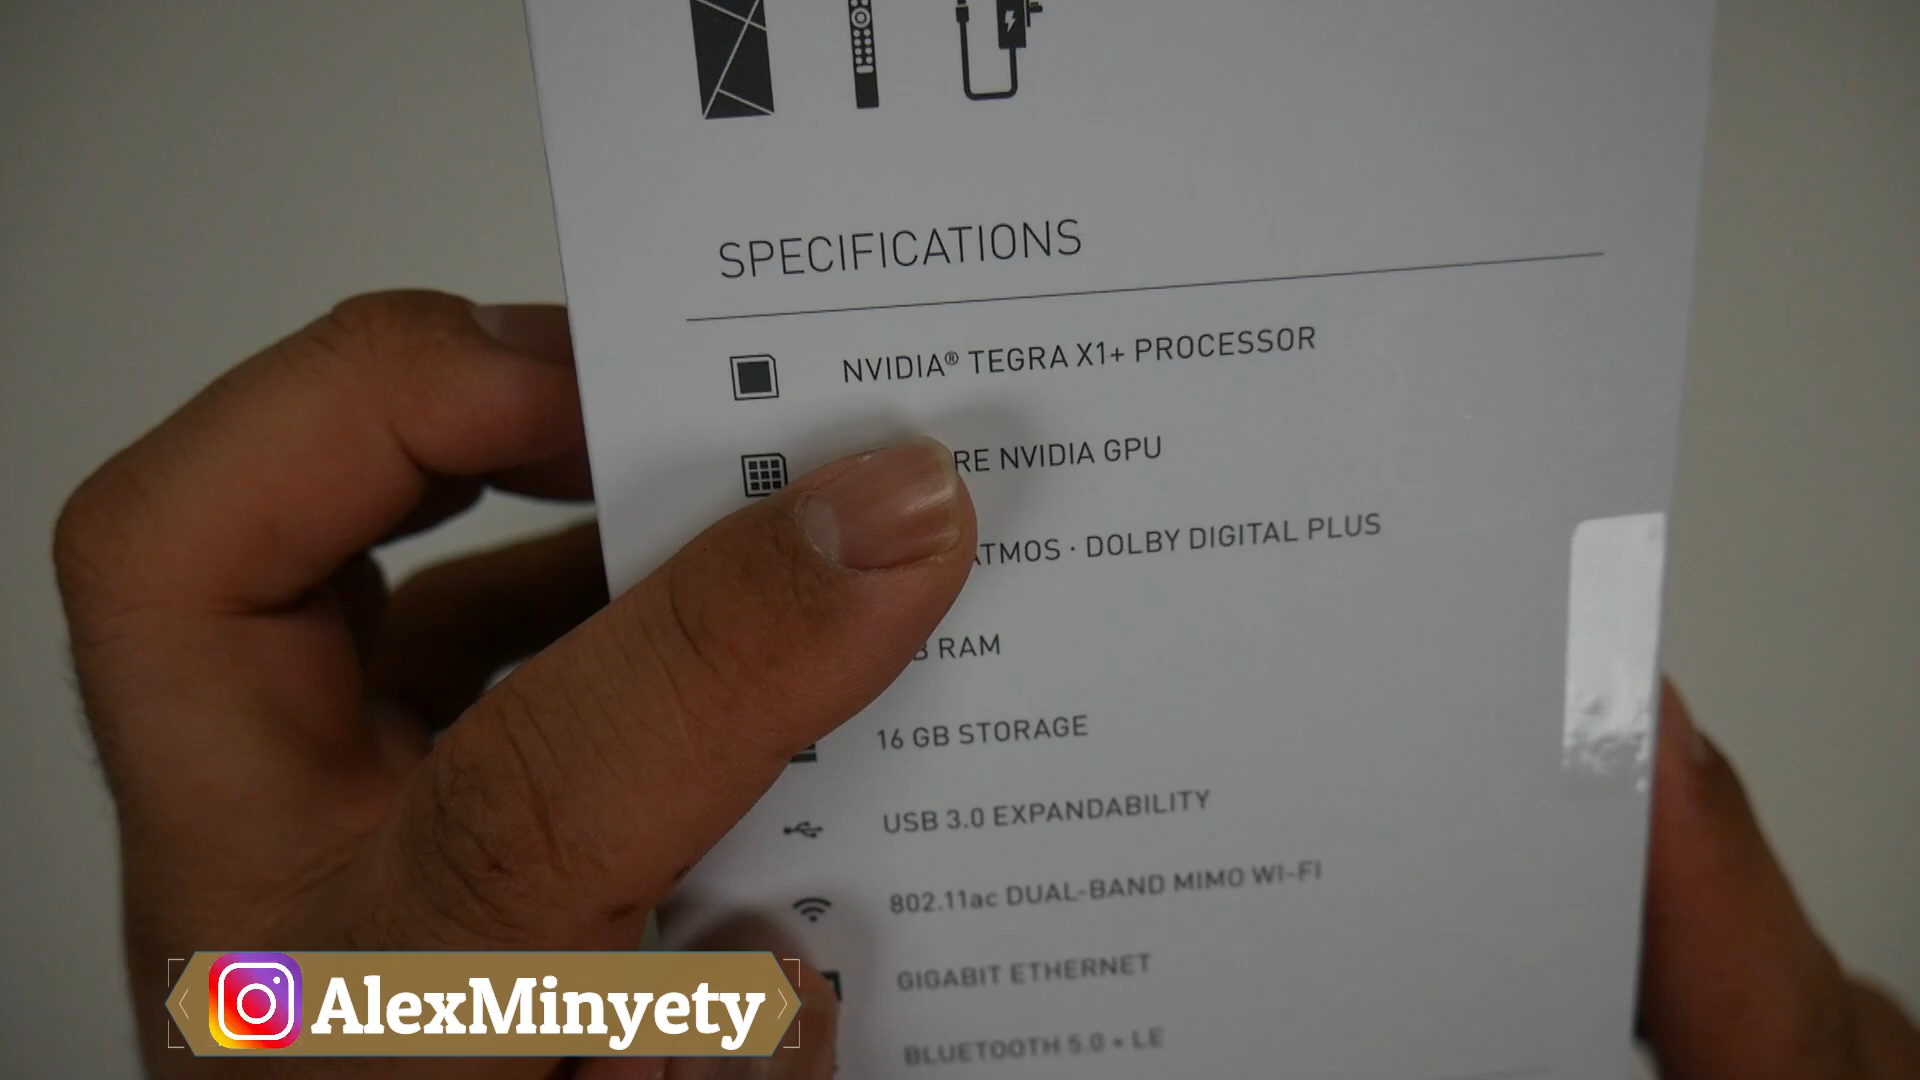 SPECIFICATIONS
NVIDIA® TEGRA X1+ PROCESSOR
NVIDIA GPU
ATMOS · DOLBY DIGITAL PLUS
RAM
16 GB STORAGE
USB 3.0 EXPANDABILITY
802.11ac DUAL-BAND MIMO WI-FI
GIGABIT ETHERNET
BLUETOOTH 5.0 + LE
AlexMinyety